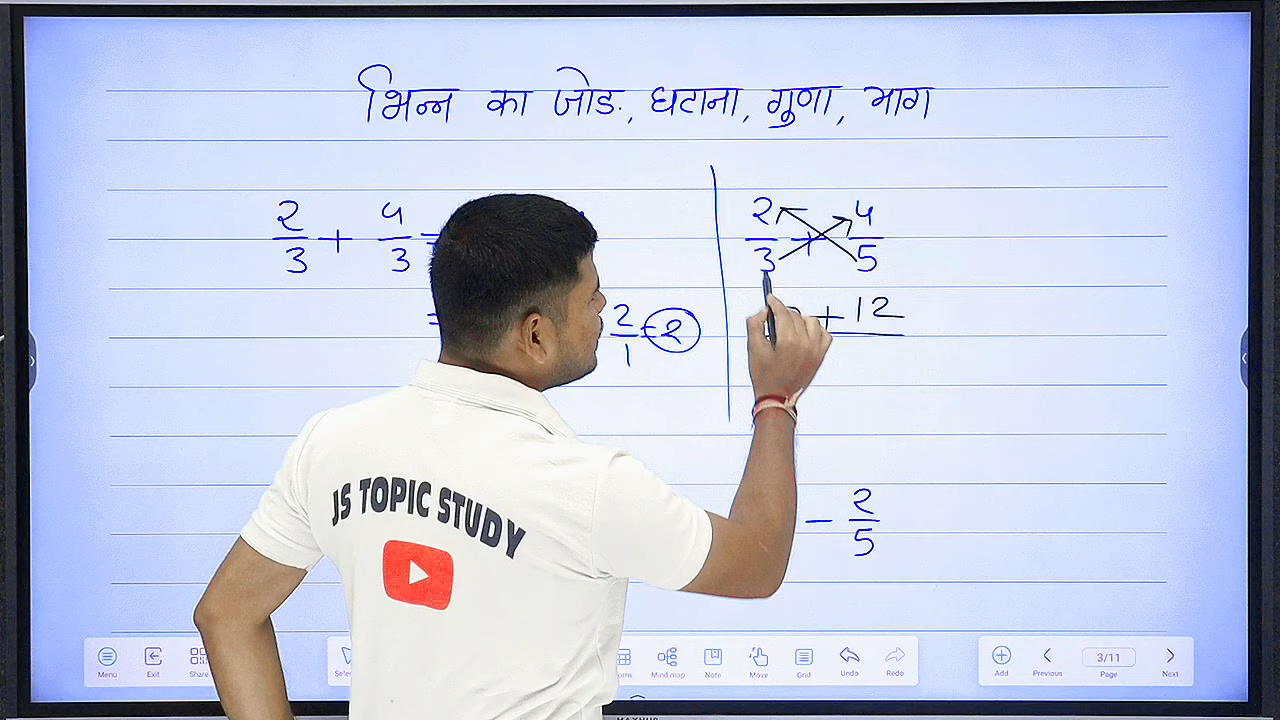 भिन्न का जोड़, घटाना, गुणा, भाग
2/3 + 4/3 =
=
2/1 = 2
2/3 + 4/5
+ 12
- 2/5
JS TOPIC STUDY
Menu Exit Share Mind map Note Move Grid Undo Redo Add Previous 3/11 Page Next